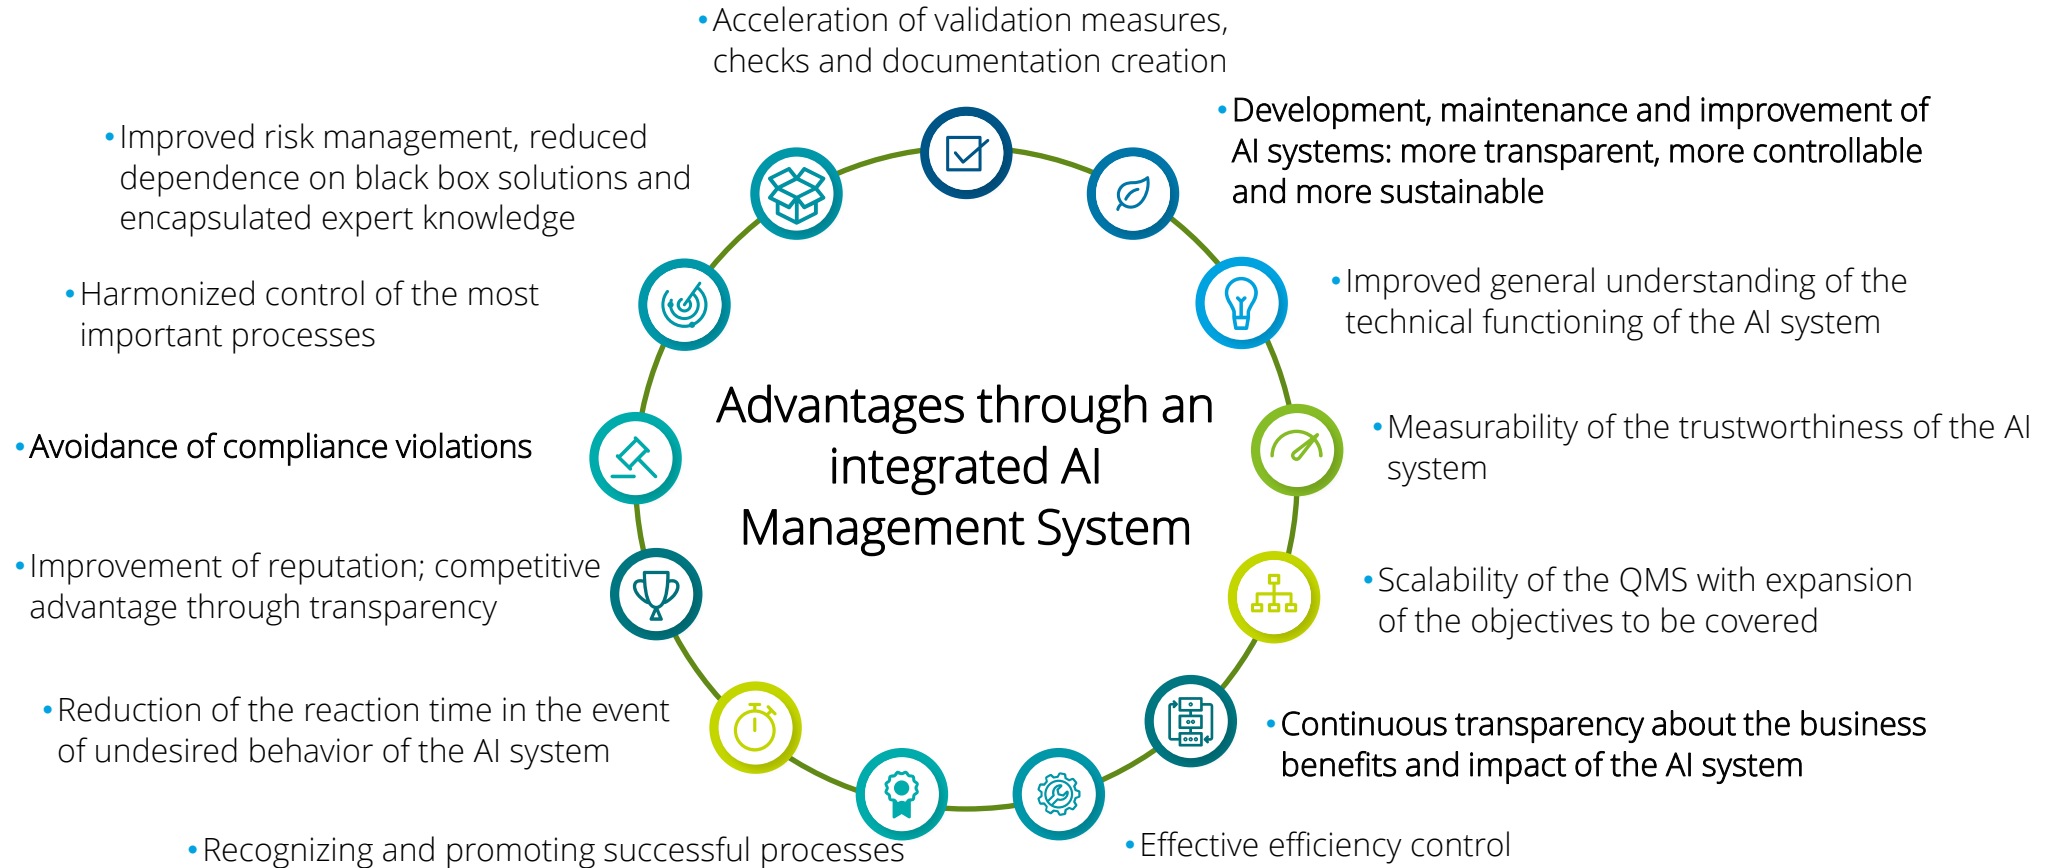 •Acceleration of validation measures,
checks and documentation creation
•Development, maintenance and improvement of
AI systems: more transparent, more controllable
and more sustainable
•Improved general understanding of the
technical functioning of the AI system
•Measurability of the trustworthiness of the AI
system
•Scalability of the QMS with expansion
of the objectives to be covered
•Continuous transparency about the business
benefits and impact of the AI system
•Effective efficiency control
•Recognizing and promoting successful processes
•Reduction of the reaction time in the event
of undesired behavior of the AI system
•Improvement of reputation; competitive
advantage through transparency
•Avoidance of compliance violations
•Harmonized control of the most
important processes
•Improved risk management, reduced
dependence on black box solutions and
encapsulated expert knowledge
Advantages through an
integrated AI
Management System